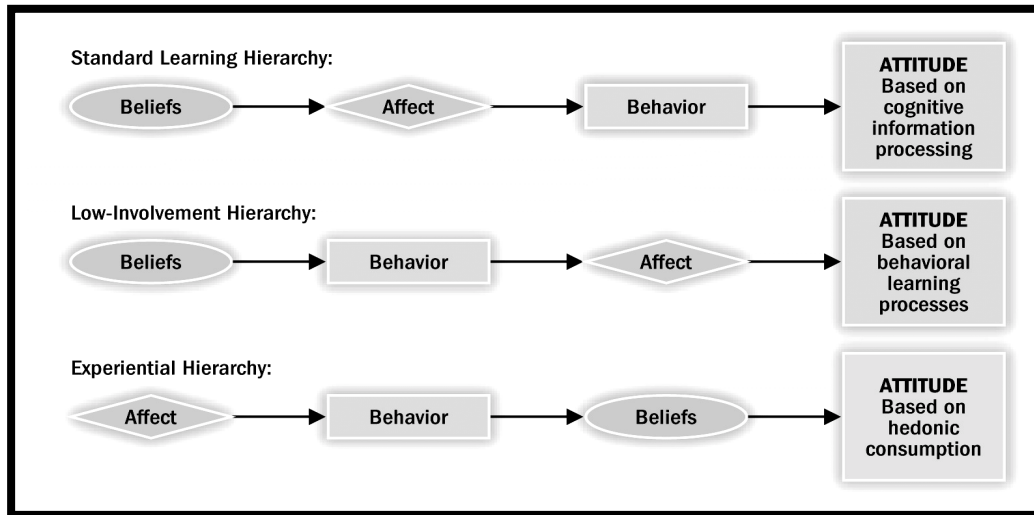 Standard Learning Hierarchy:
Beliefs
Affect
Behavior
ATTITUDE
Based on
cognitive
information
processing
Low-Involvement Hierarchy:
Beliefs
Behavior
Affect
ATTITUDE
Based on
behavioral
learning
processes
Experiential Hierarchy:
Affect
Behavior
Beliefs
ATTITUDE
Based on
hedonic
consumption